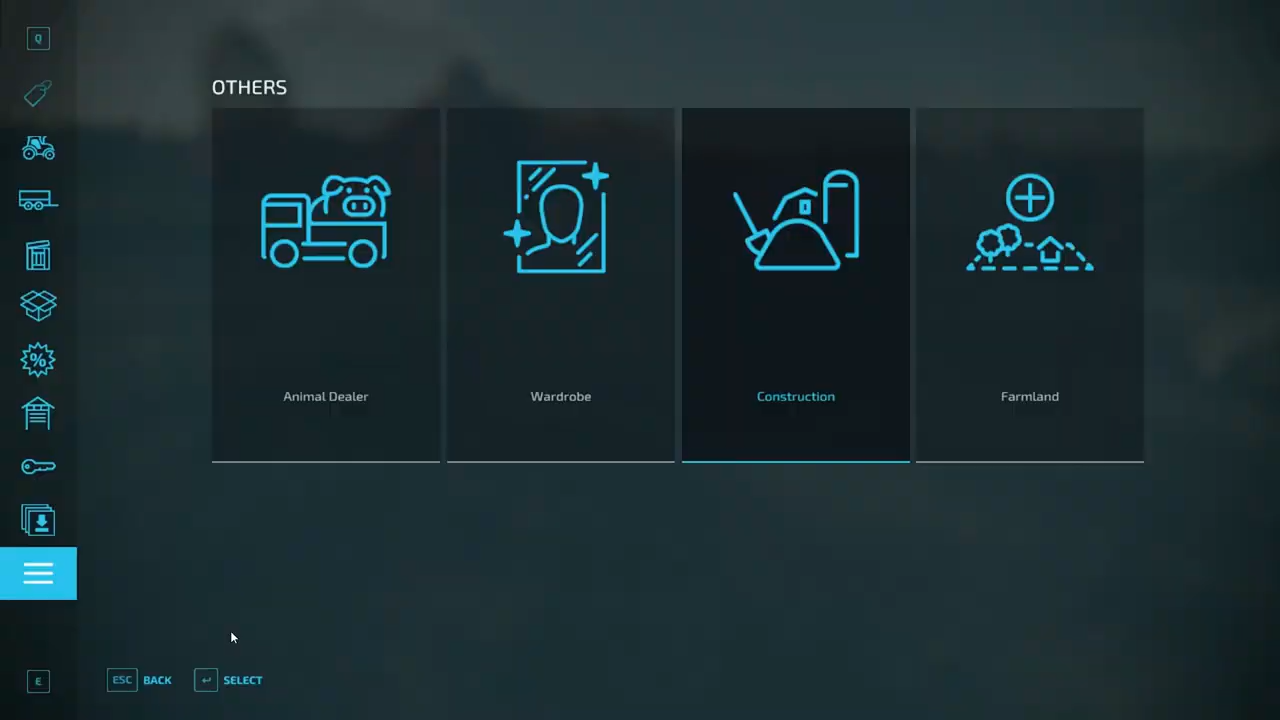 Q
OTHERS
%
Animal Dealer
Wardrobe
Construction
Farmland
E
ESC BACK
SELECT